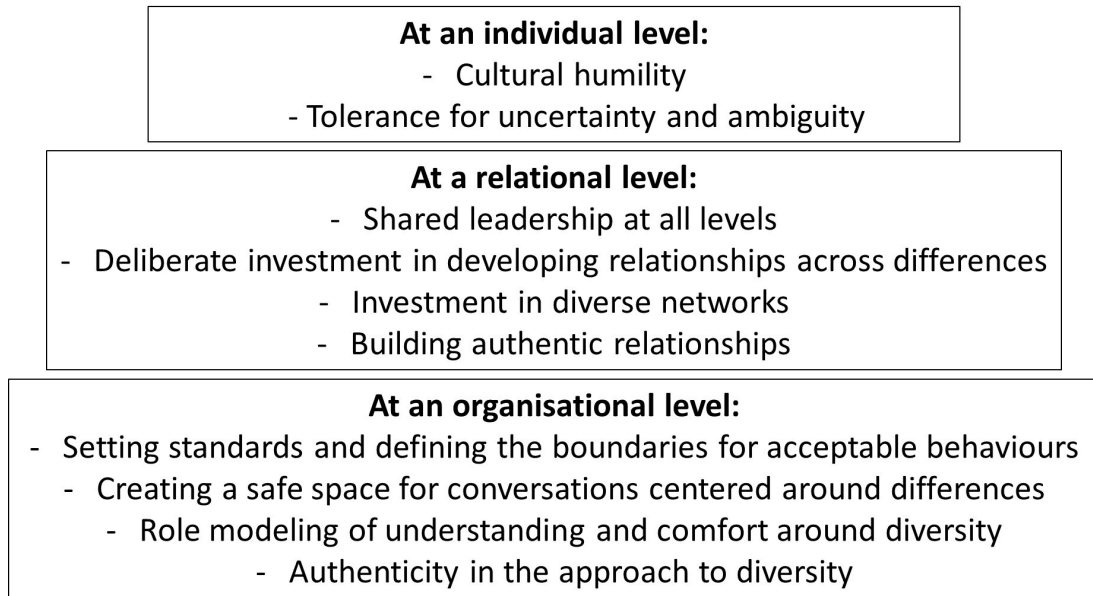 At an individual level:
- Cultural humility
- Tolerance for uncertainty and ambiguity
At a relational level:
- Shared leadership at all levels
- Deliberate investment in developing relationships across differences
- Investment in diverse networks
- Building authentic relationships
At an organisational level:
- Setting standards and defining the boundaries for acceptable behaviours
- Creating a safe space for conversations centered around differences
- Role modeling of understanding and comfort around diversity
- Authenticity in the approach to diversity